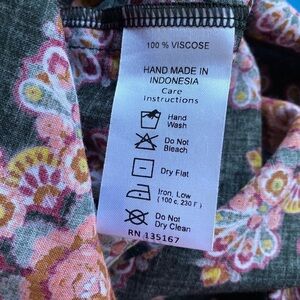 100 % VISCOSE
HAND MADE IN
INDONESIA
Care
Instructions
Hand
Wash
Do Not
Bleach
Dry Flat
Iron, Low
(100 c, 230 F)
Do Not
Dry Clean
RN 135167